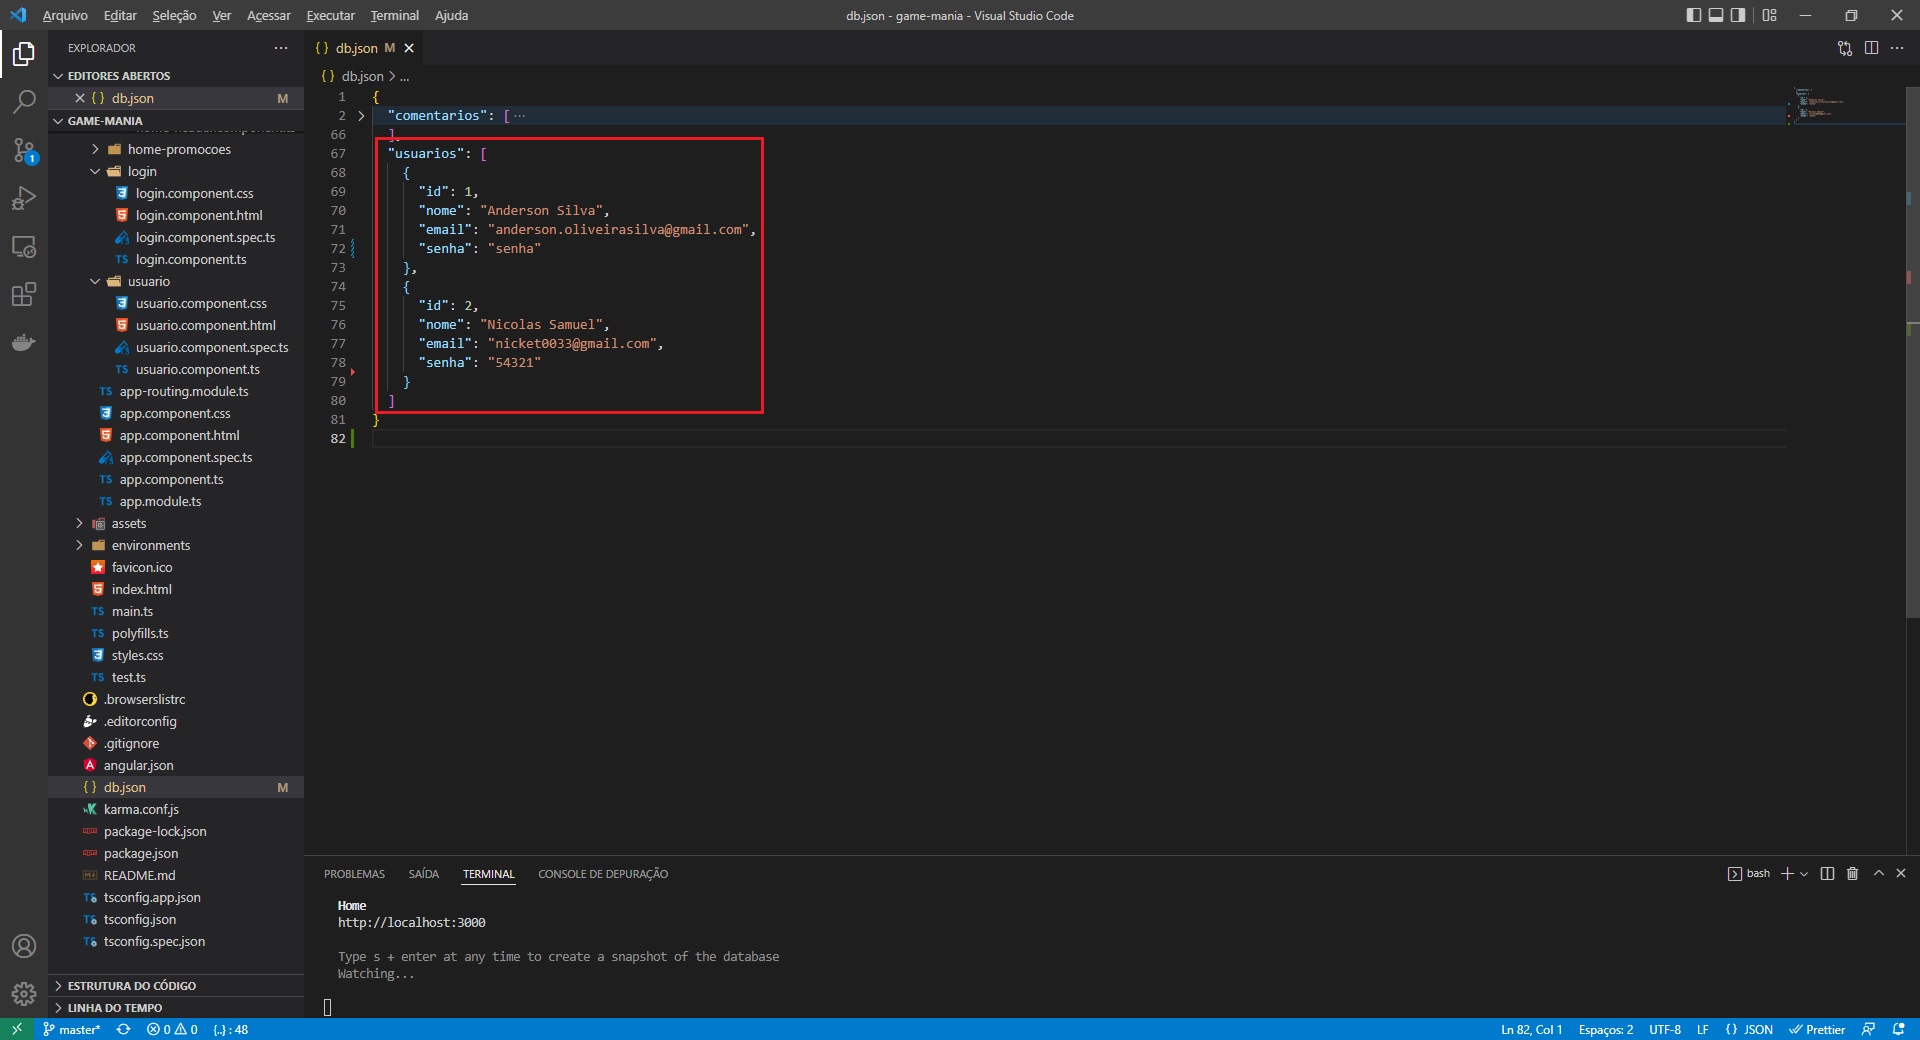 Arquivo Editar Seleção Ver Acessar Executar Terminal Ajuda
db.json - game-mania - Visual Studio Code
EXPLORADOR
EDITORES ABERTOS
db.json M
GAME-MANIA
home-promocoes
login
login.component.css
login.component.html
login.component.spec.ts
login.component.ts
usuario
usuario.component.css
usuario.component.html
usuario.component.spec.ts
usuario.component.ts
app-routing.module.ts
app.component.css
app.component.html
app.component.spec.ts
app.component.ts
app.module.ts
assets
environments
favicon.ico
index.html
main.ts
polyfills.ts
styles.css
test.ts
.browserslistrc
.editorconfig
.gitignore
angular.json
db.json M
karma.conf.js
package-lock.json
package.json
README.md
tsconfig.app.json
tsconfig.json
tsconfig.spec.json
ESTRUTURA DO CÓDIGO
LINHA DO TEMPO
{ } db.json M
{ } db.json > ...
1 {
2 "comentarios": [ ...
66 ],
67 "usuarios": [
68 {
69 "id": 1,
70 "nome": "Anderson Silva",
71 "email": "anderson.oliveirasilva@gmail.com",
72 "senha": "senha"
73 },
74 {
75 "id": 2,
76 "nome": "Nicolas Samuel",
77 "email": "nicket0033@gmail.com",
78 "senha": "54321"
79 }
80 ]
81 }
82
PROBLEMAS SAÍDA TERMINAL CONSOLE DE DEPURAÇÃO
bash
Home
http://localhost:3000
Type s + enter at any time to create a snapshot of the database
Watching...
1
master* 0 0 {..} : 48
Ln 82, Col 1 Espaços: 2 UTF-8 LF { } JSON Prettier